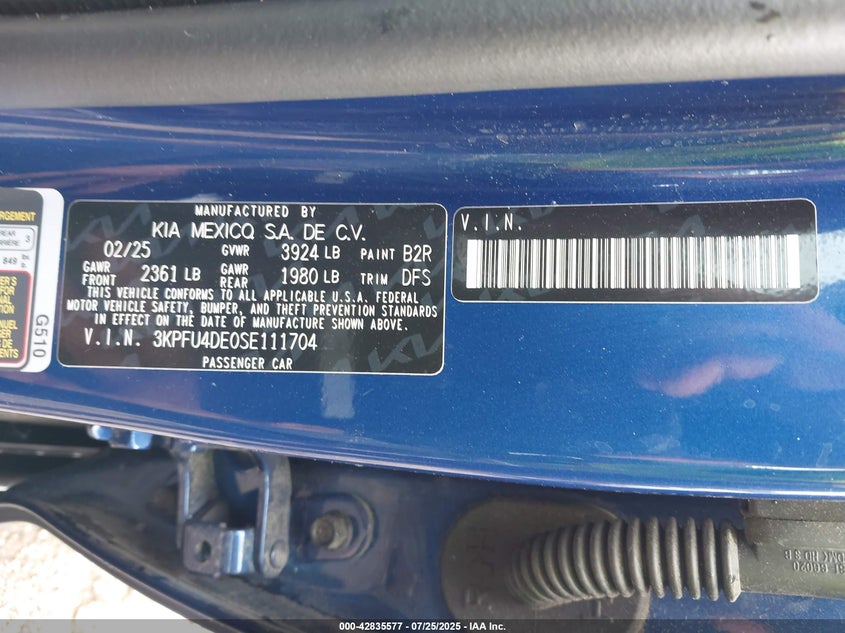 MANUFACTURED BY
KIA MEXICO, S.A. DE C.V.
02/25 GVWR 3924 LB PAINT B2R
GAWR FRONT 2361 LB GAWR REAR 1980 LB TRIM DFS
THIS VEHICLE CONFORMS TO ALL APPLICABLE U.S.A. FEDERAL
MOTOR VEHICLE SAFETY, BUMPER, AND THEFT PREVENTION STANDARDS
IN EFFECT ON THE DATE OF MANUFACTURE SHOWN ABOVE.
V.I.N. 3KPFU4DE0SE111704
PASSENGER CAR
V.I.N.
G510
000-42835577 - 07/25/2025 - IAA Inc.